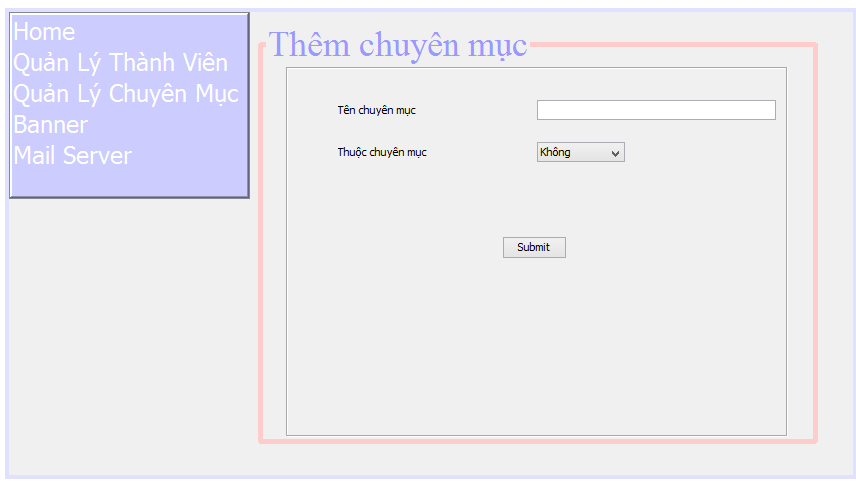 Home
Quản Lý Thành Viên
Quản Lý Chuyên Mục
Banner
Mail Server
Thêm chuyên mục
Tên chuyên mục
Thuộc chuyên mục
Không
Submit